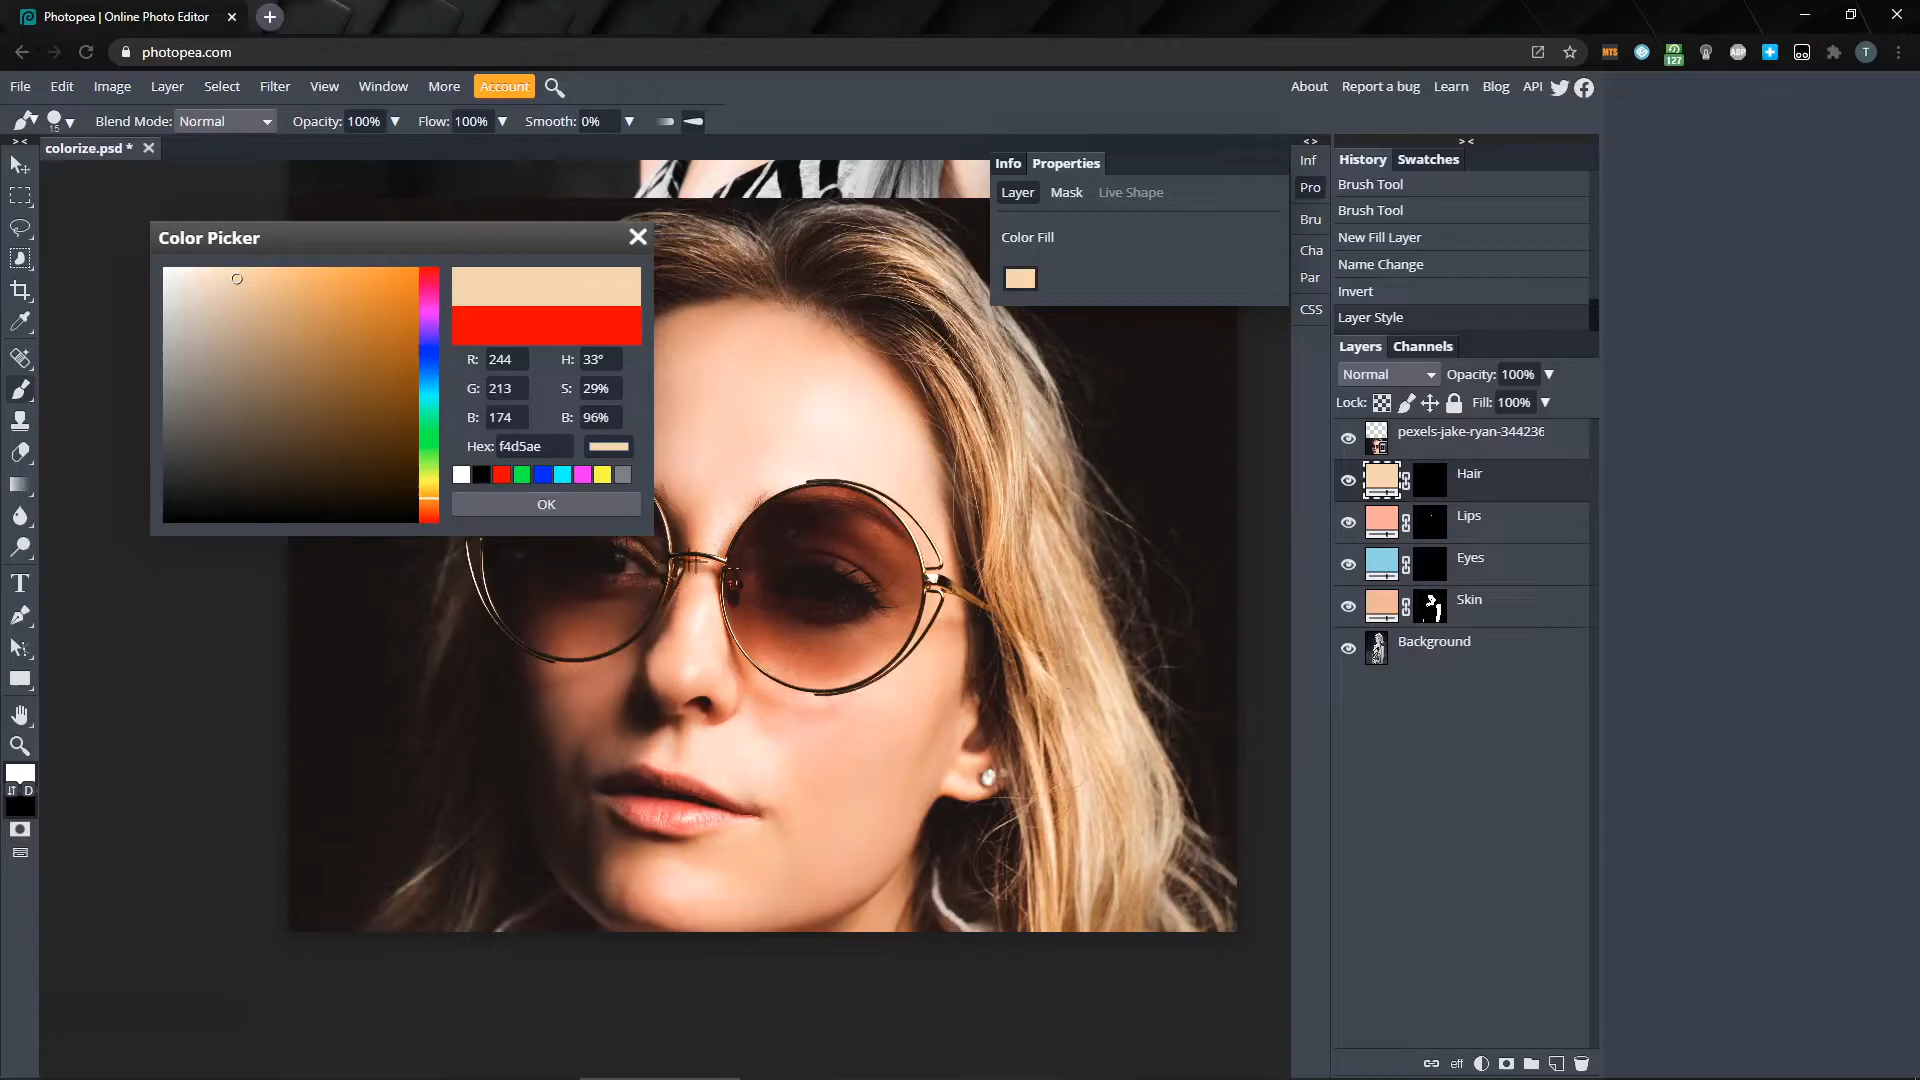 Photopea | Online Photo Editor
photopea.com
MTS
127
ABP
T
File Edit Image Layer Select Filter View Window More Account
About Report a bug Learn Blog API
15
Blend Mode: Normal Opacity: 100% Flow: 100% Smooth: 0%
colorize.psd *
Info Properties
Layer Mask Live Shape
Color Fill
Inf
Pro
Bru
Cha
Par
CSS
History Swatches
Brush Tool
Brush Tool
New Fill Layer
Name Change
Invert
Layer Style
Color Picker
R: 244 H: 33°
G: 213 S: 29%
B: 174 B: 96%
Hex: f4d5ae
OK
Layers Channels
Normal Opacity: 100%
Lock: Fill: 100%
pexels-jake-ryan-344236
Hair
Lips
Eyes
Skin
Background
T
D
eff